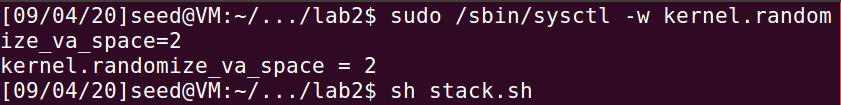 [09/04/20]seed@VM:~/.../lab2$ sudo /sbin/sysctl -w kernel.random
ize_va_space=2
kernel.randomize_va_space = 2
[09/04/20]seed@VM:~/.../lab2$ sh stack.sh